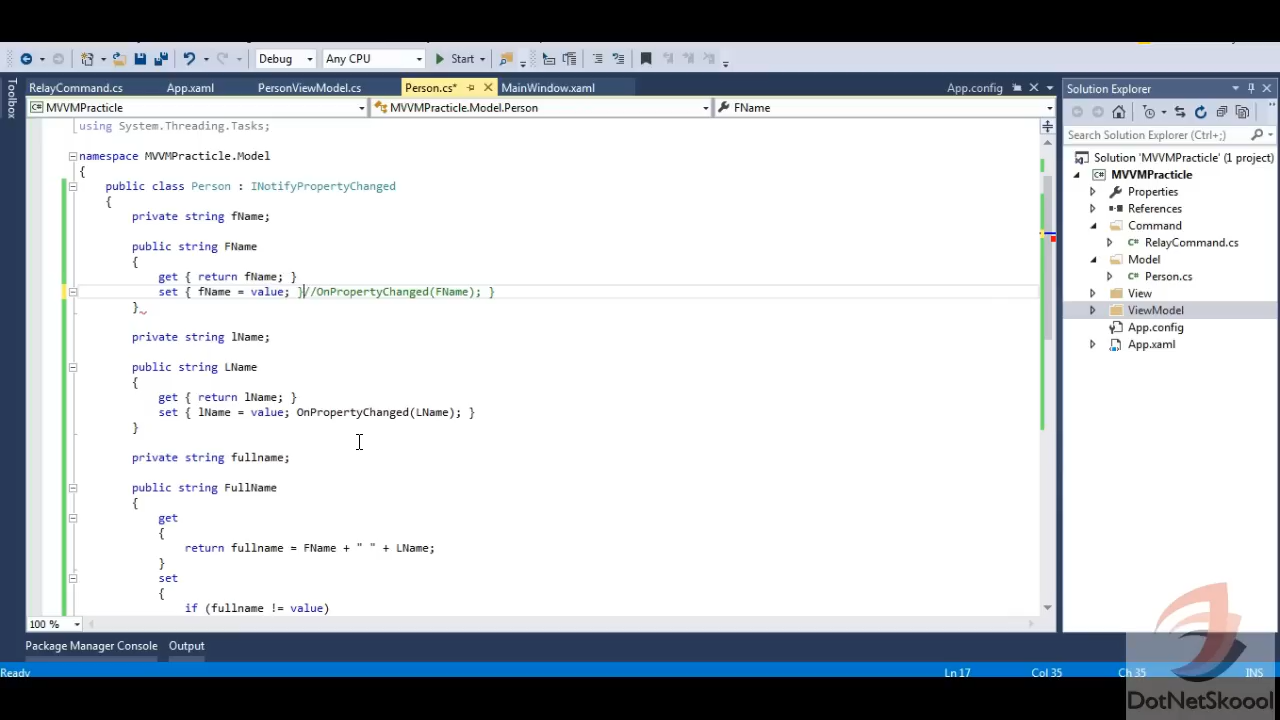 Debug Any CPU Start
Toolbox
RelayCommand.cs App.xaml PersonViewModel.cs Person.cs* MainWindow.xaml App.config
MVVMPracticle MVVMPracticle.Model.Person FName
using System.Threading.Tasks;
namespace MVVMPracticle.Model
{
public class Person : INotifyPropertyChanged
{
private string fName;
public string FName
{
get { return fName; }
set { fName = value; }//OnPropertyChanged(FName); }
}
private string lName;
public string LName
{
get { return lName; }
set { lName = value; OnPropertyChanged(LName); }
}
private string fullname;
public string FullName
{
get
{
return fullname = FName + " " + LName;
}
set
{
if (fullname != value)
100 %
Package Manager Console Output
Ready Ln 17 Col 35 Ch 35 INS
Solution Explorer
Search Solution Explorer (Ctrl+;)
Solution 'MVVMPracticle' (1 project)
MVVMPracticle
Properties
References
Command
RelayCommand.cs
Model
Person.cs
View
ViewModel
App.config
App.xaml
DotNetSkoool